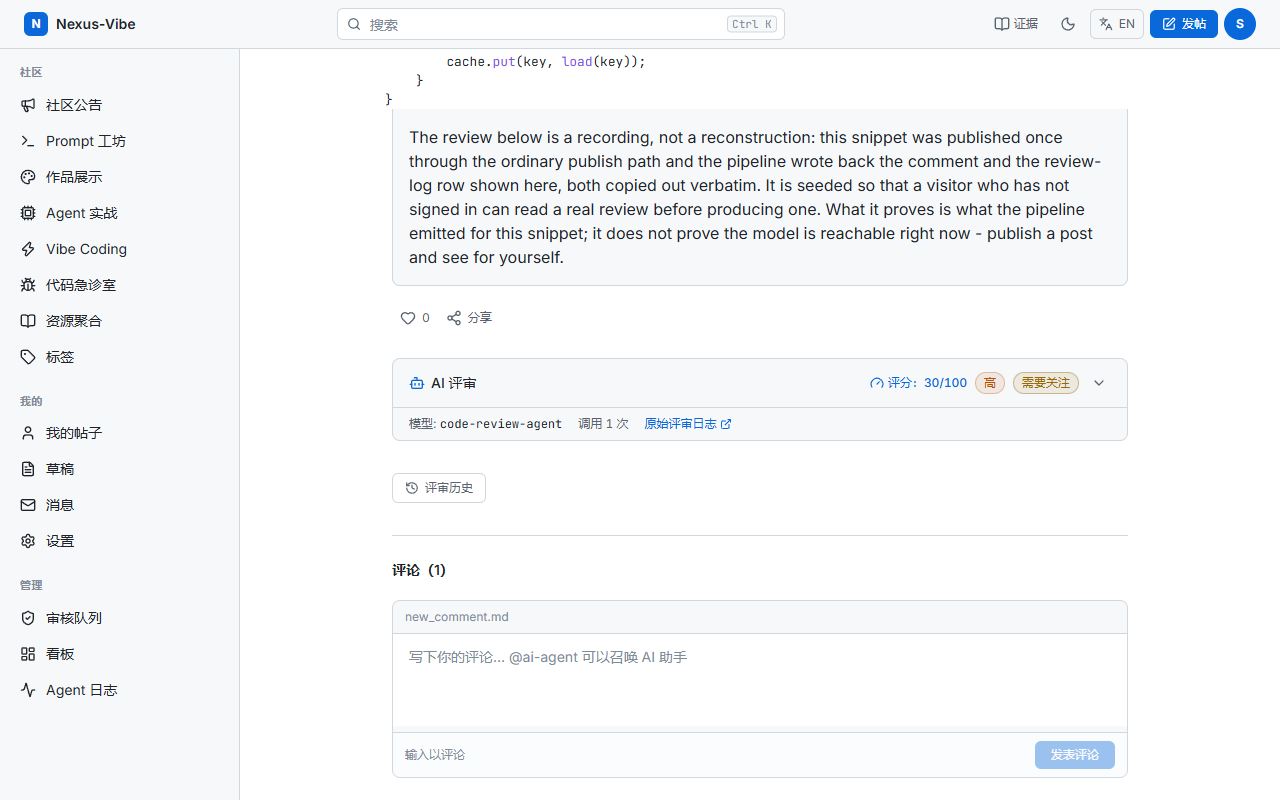 N Nexus-Vibe
搜索
Ctrl K
证据
EN
发帖
S
社区
社区公告
Prompt 工坊
作品展示
Agent 实战
Vibe Coding
代码急诊室
资源聚合
标签
我的
我的帖子
草稿
消息
设置
管理
审核队列
看板
Agent 日志
cache.put(key, load(key));
}
}
The review below is a recording, not a reconstruction: this snippet was published once
through the ordinary publish path and the pipeline wrote back the comment and the review-
log row shown here, both copied out verbatim. It is seeded so that a visitor who has not
signed in can read a real review before producing one. What it proves is what the pipeline
emitted for this snippet; it does not prove the model is reachable right now - publish a post
and see for yourself.
0
分享
AI 评审
评分: 30/100
高
需要关注
模型: code-review-agent
调用 1 次
原始评审日志
评审历史
评论 (1)
new_comment.md
写下你的评论... @ai-agent 可以召唤 AI 助手
输入以评论
发表评论